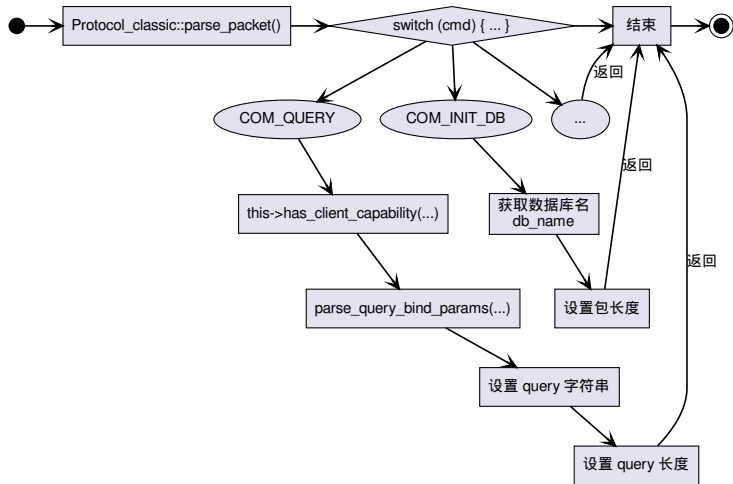 Protocol_classic::parse_packet()
switch (cmd) { ... }
结束
返回
COM_QUERY
COM_INIT_DB
...
返回
this->has_client_capability(...)
获取数据库名
db_name
返回
parse_query_bind_params(...)
设置包长度
设置 query 字符串
设置 query 长度